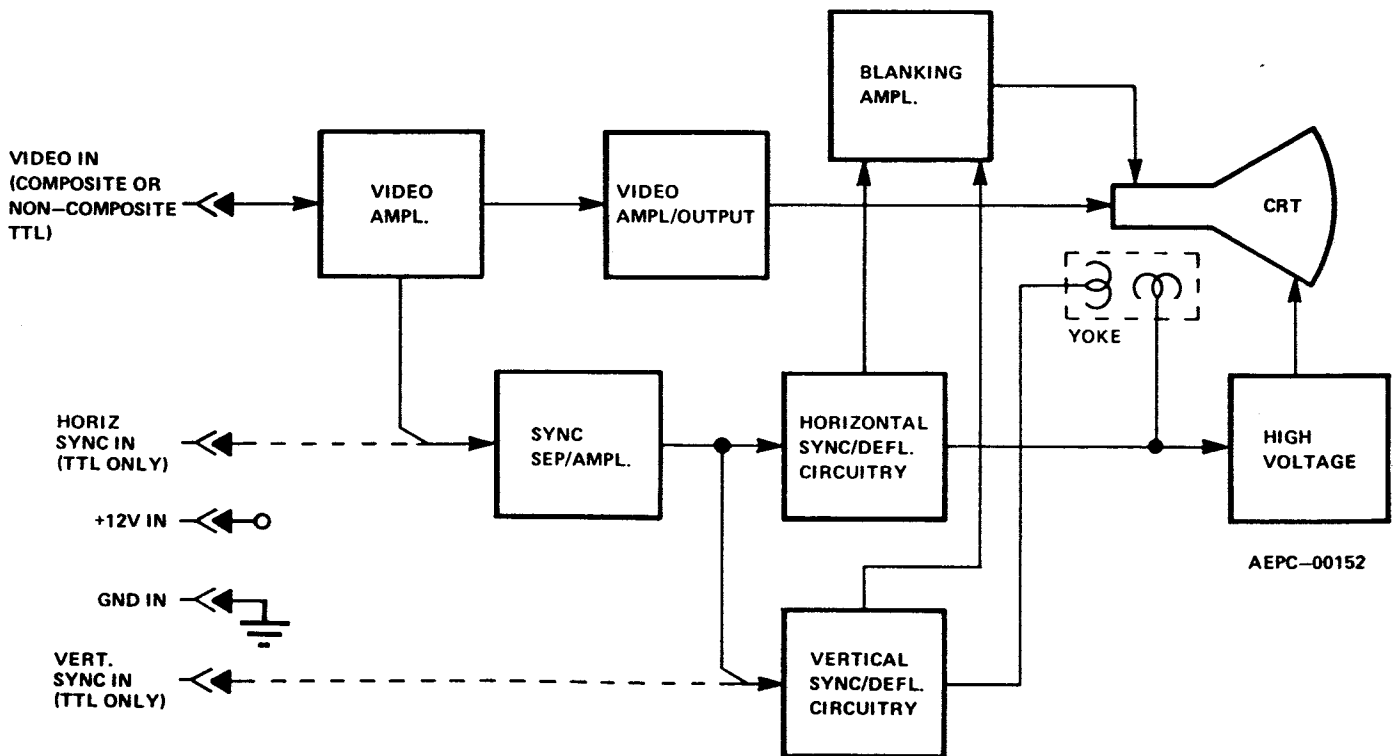 BLANKING
AMPL.
VIDEO IN
(COMPOSITE OR
NON–COMPOSITE
TTL)
VIDEO
AMPL.
VIDEO
AMPL/OUTPUT
CRT
YOKE
HORIZ
SYNC IN
(TTL ONLY)
SYNC
SEP/AMPL.
HORIZONTAL
SYNC/DEFL.
CIRCUITRY
HIGH
VOLTAGE
+12V IN
AEPC–00152
GND IN
VERT.
SYNC IN
(TTL ONLY)
VERTICAL
SYNC/DEFL.
CIRCUITRY